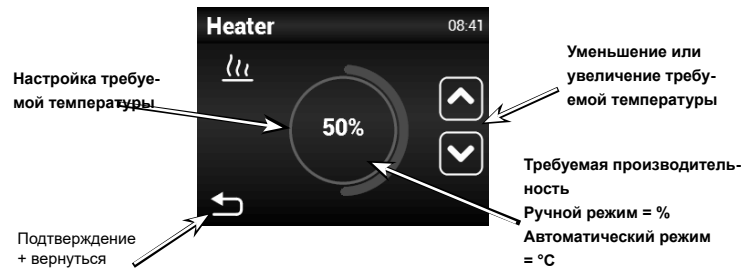 Heater
08:41
Настройка требуе-
мой температуры
50%
Уменьшение или
увеличение требу-
емой температуры
Требуемая производитель-
ность
Ручной режим = %
Автоматический режим
= °C
Подтверждение
+ вернуться